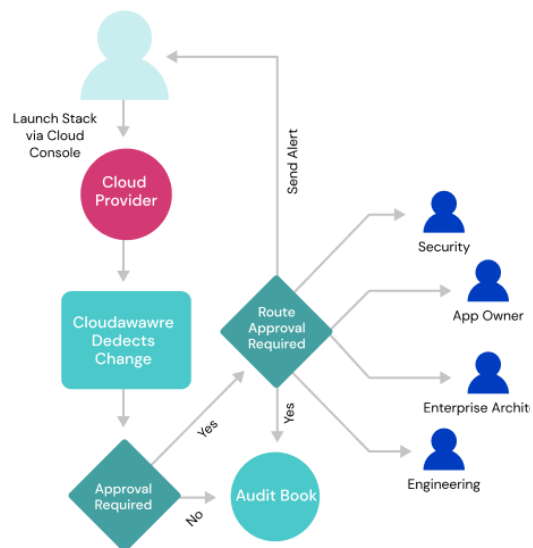 Launch Stack
via Cloud
Console
Send Alert
Cloud
Provider
Security
Cloudawawre
Dedects
Change
Route
Approval
Required
App Owner
Enterprise Archit
Yes
Yes
Engineering
Approval
Required
No
Audit Book